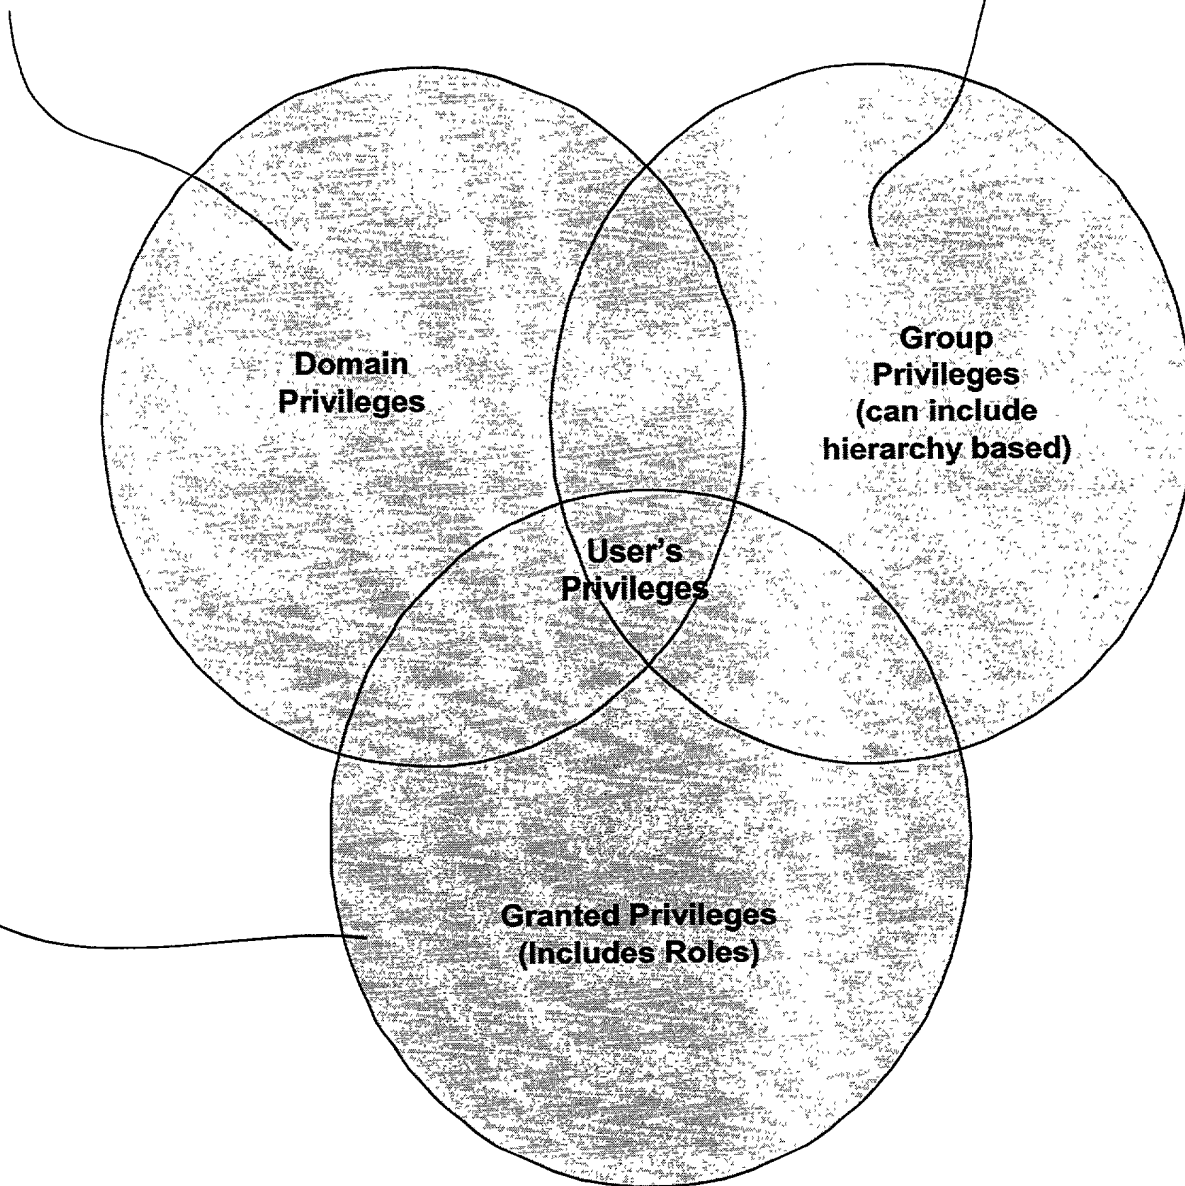 Domain
Privileges
Group
Privileges
(can include
hierarchy based)
User's
Privileges
Granted Privileges
(Includes Roles)